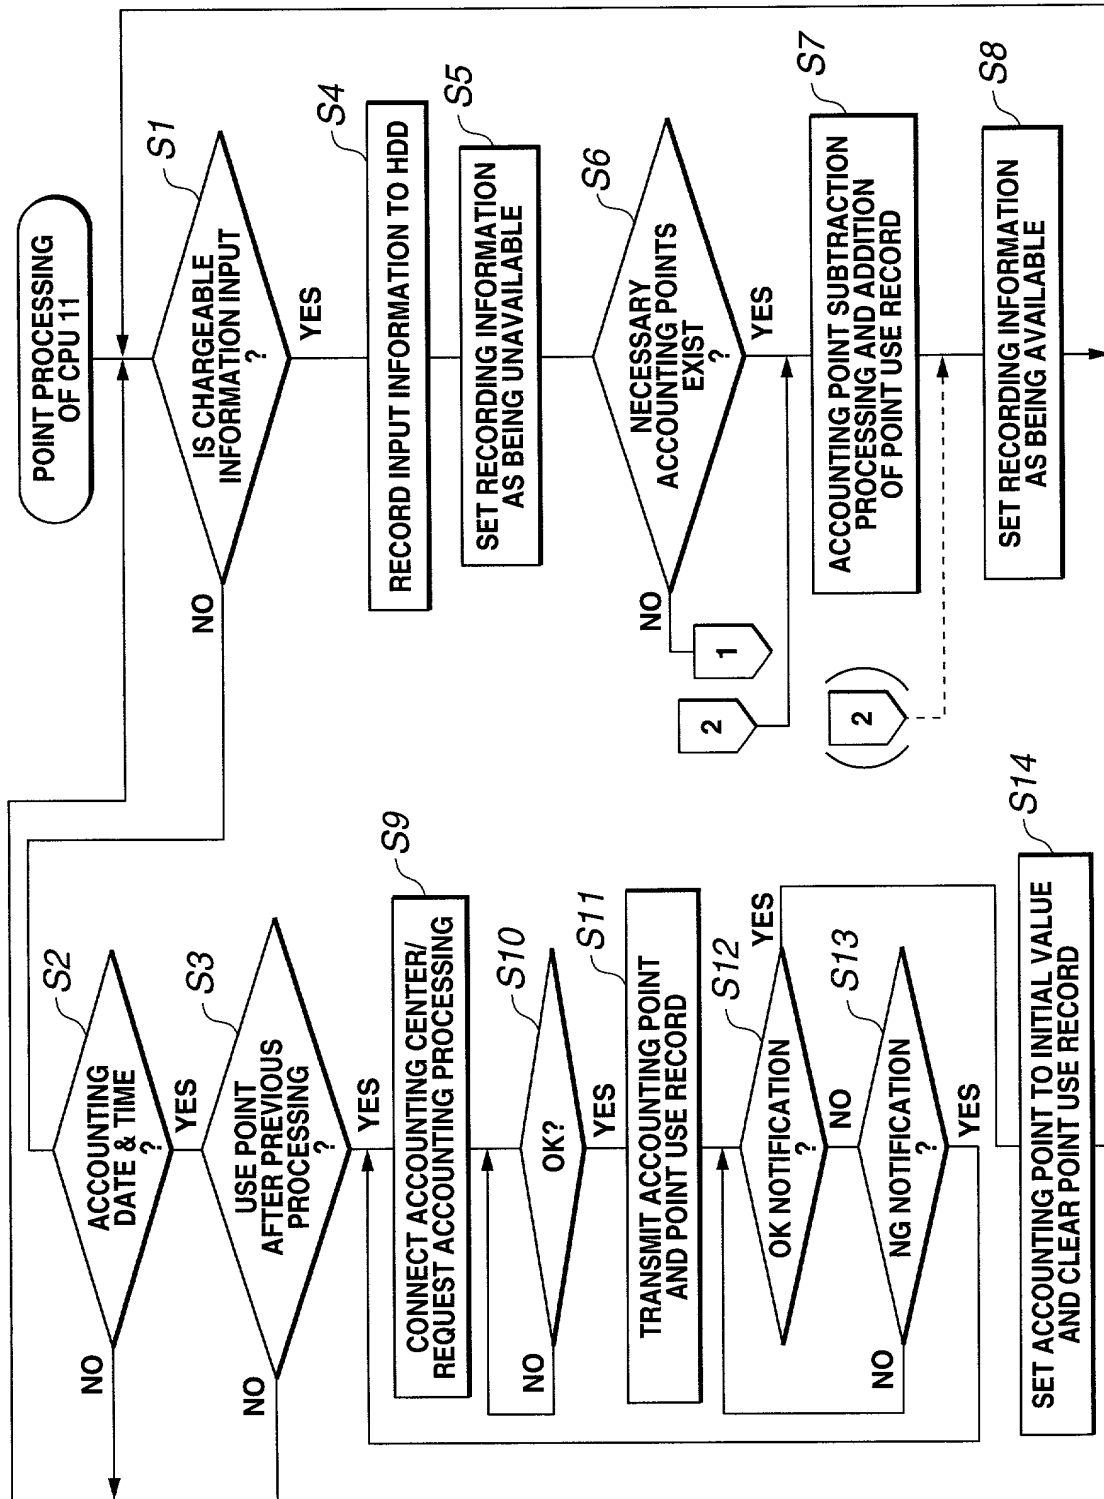 POINT PROCESSING
OF CPU 11
S1
IS CHARGEABLE
INFORMATION INPUT
?
YES
NO
S4
RECORD INPUT INFORMATION TO HDD
S5
SET RECORDING INFORMATION
AS BEING UNAVAILABLE
S6
NECESSARY
ACCOUNTING POINTS
EXIST
?
YES
NO
1
2
S7
ACCOUNTING POINT SUBTRACTION
PROCESSING AND ADDITION
OF POINT USE RECORD
(2)
S8
SET RECORDING INFORMATION
AS BEING AVAILABLE
S2
ACCOUNTING
DATE & TIME
?
YES
NO
S3
USE POINT
AFTER PREVIOUS
PROCESSING
?
YES
NO
S9
CONNECT ACCOUNTING CENTER/
REQUEST ACCOUNTING PROCESSING
S10
OK?
YES
NO
S11
TRANSMIT ACCOUNTING POINT
AND POINT USE RECORD
S12
OK NOTIFICATION
?
YES
NO
S13
NG NOTIFICATION
?
YES
NO
S14
SET ACCOUNTING POINT TO INITIAL VALUE
AND CLEAR POINT USE RECORD